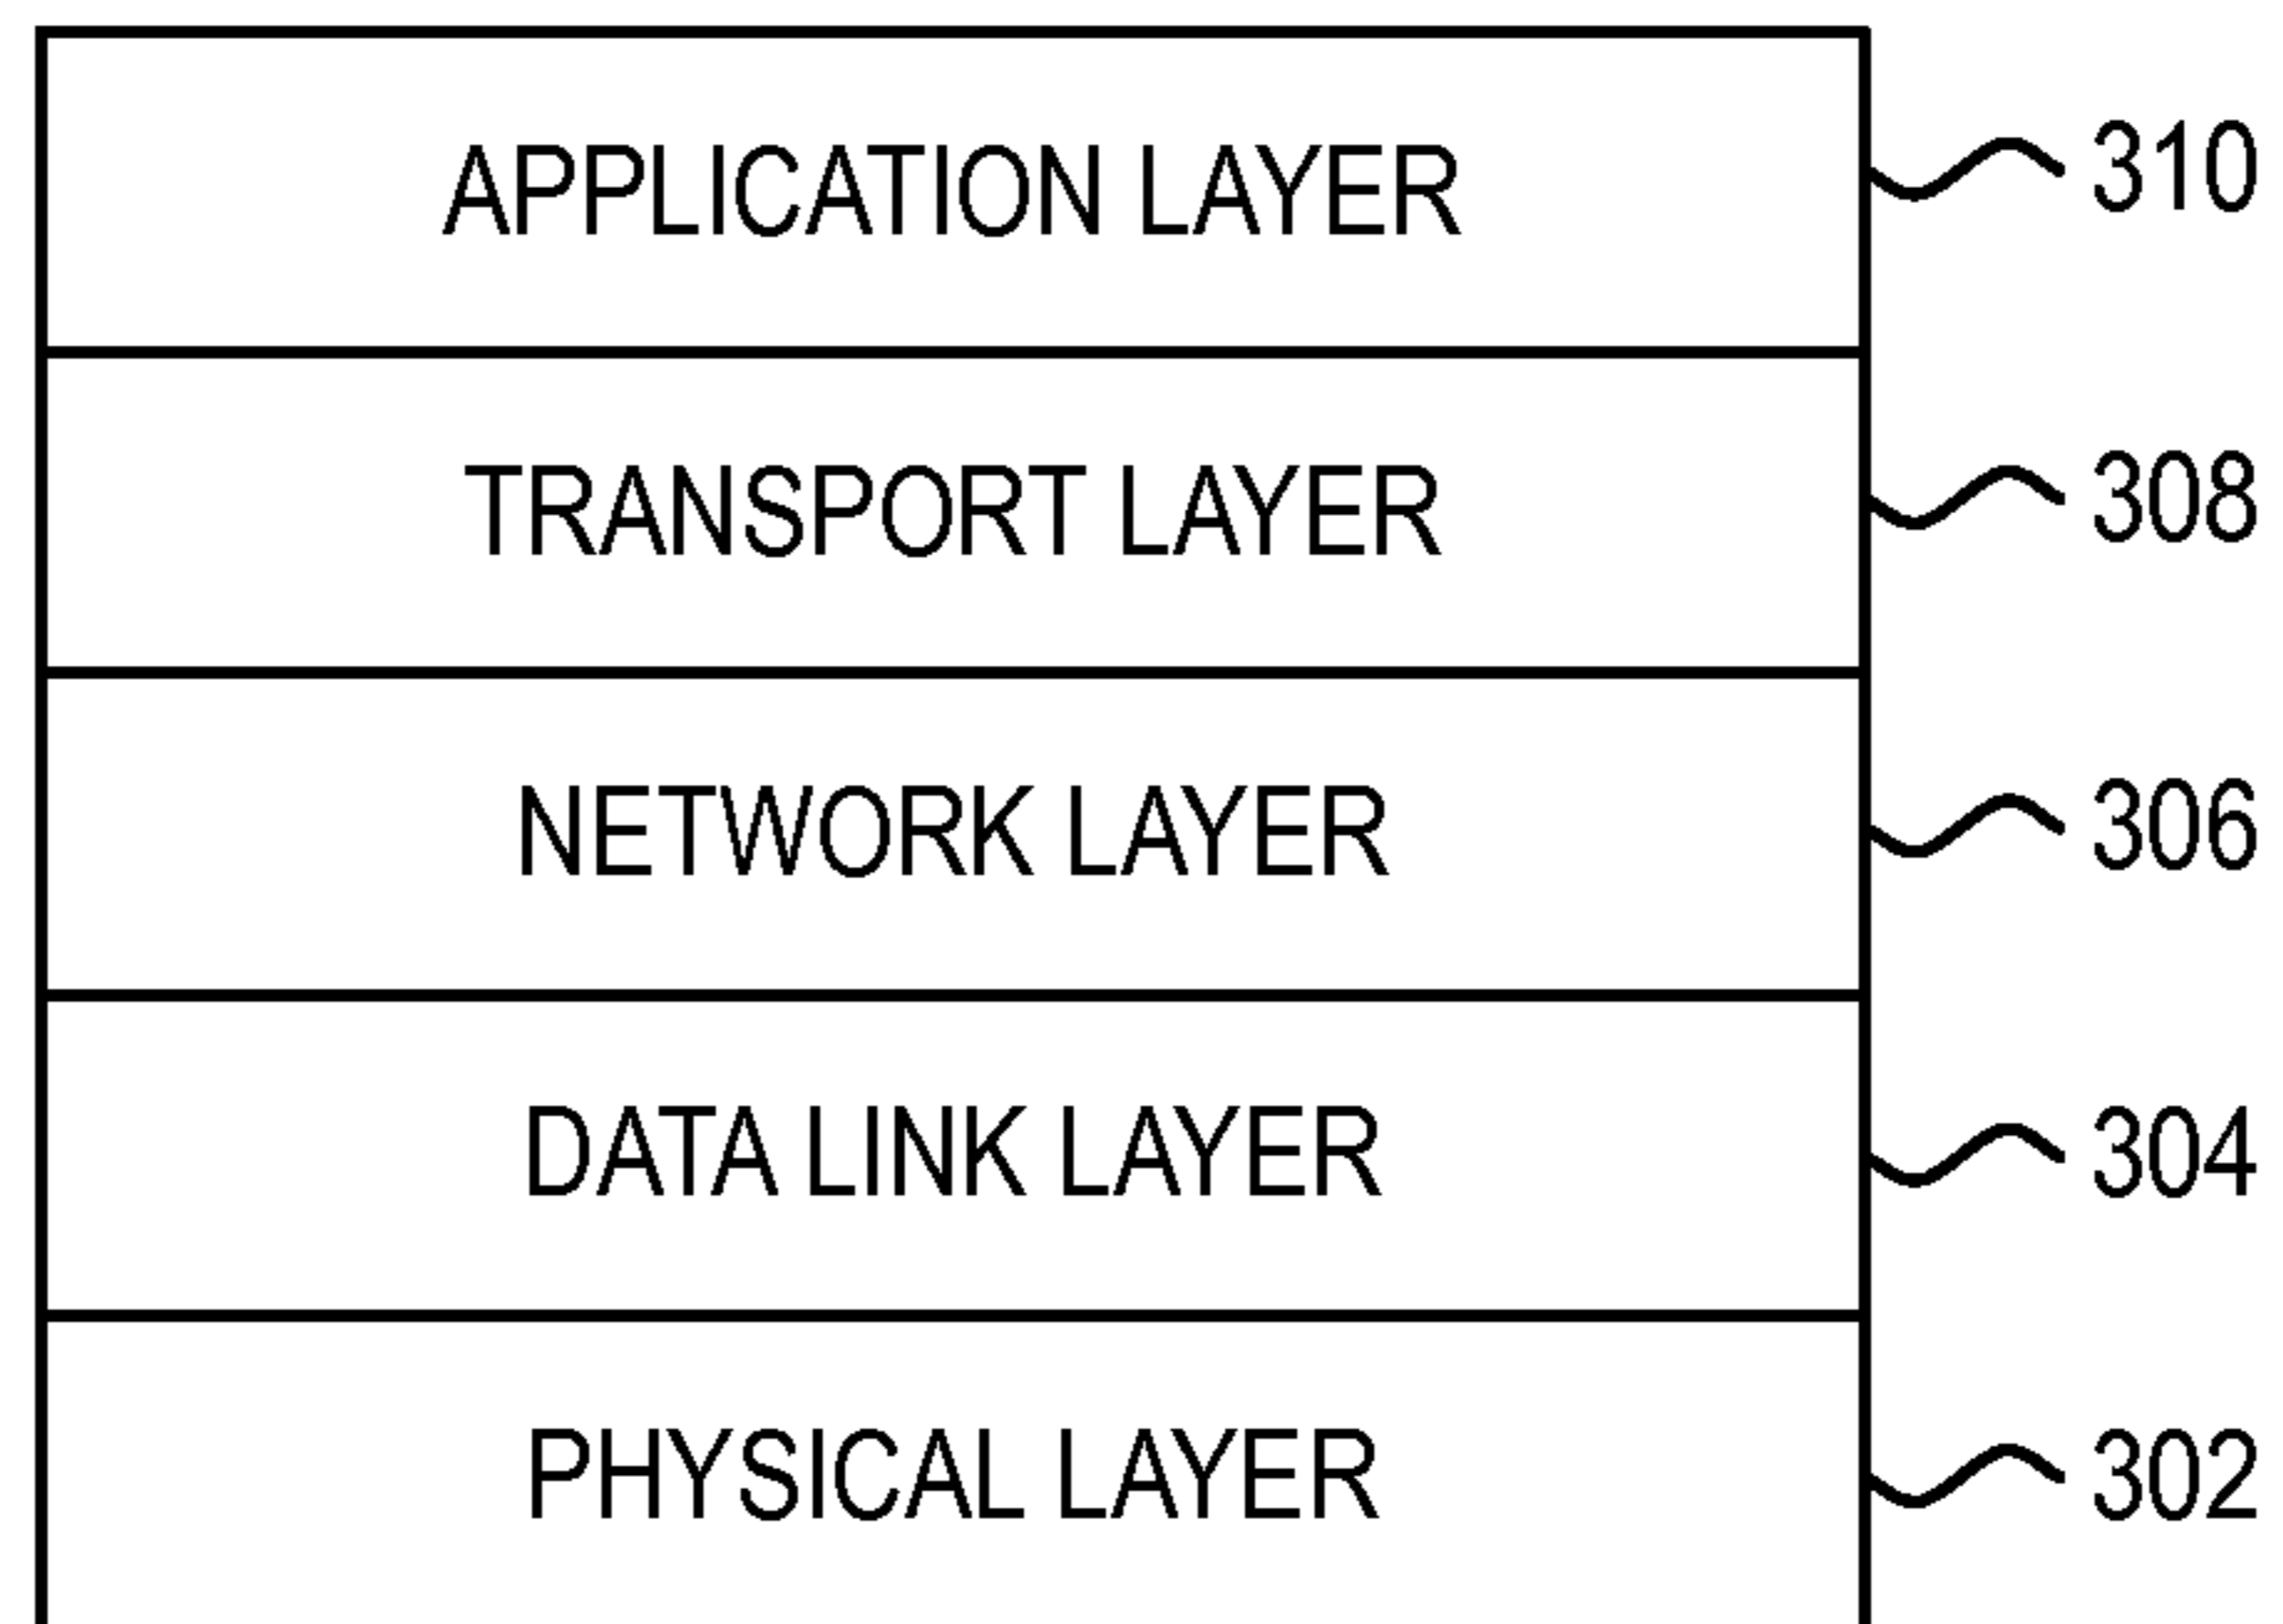 APPLICATION LAYER 310
TRANSPORT LAYER 308
NETWORK LAYER 306
DATA LINK LAYER 304
PHYSICAL LAYER 302